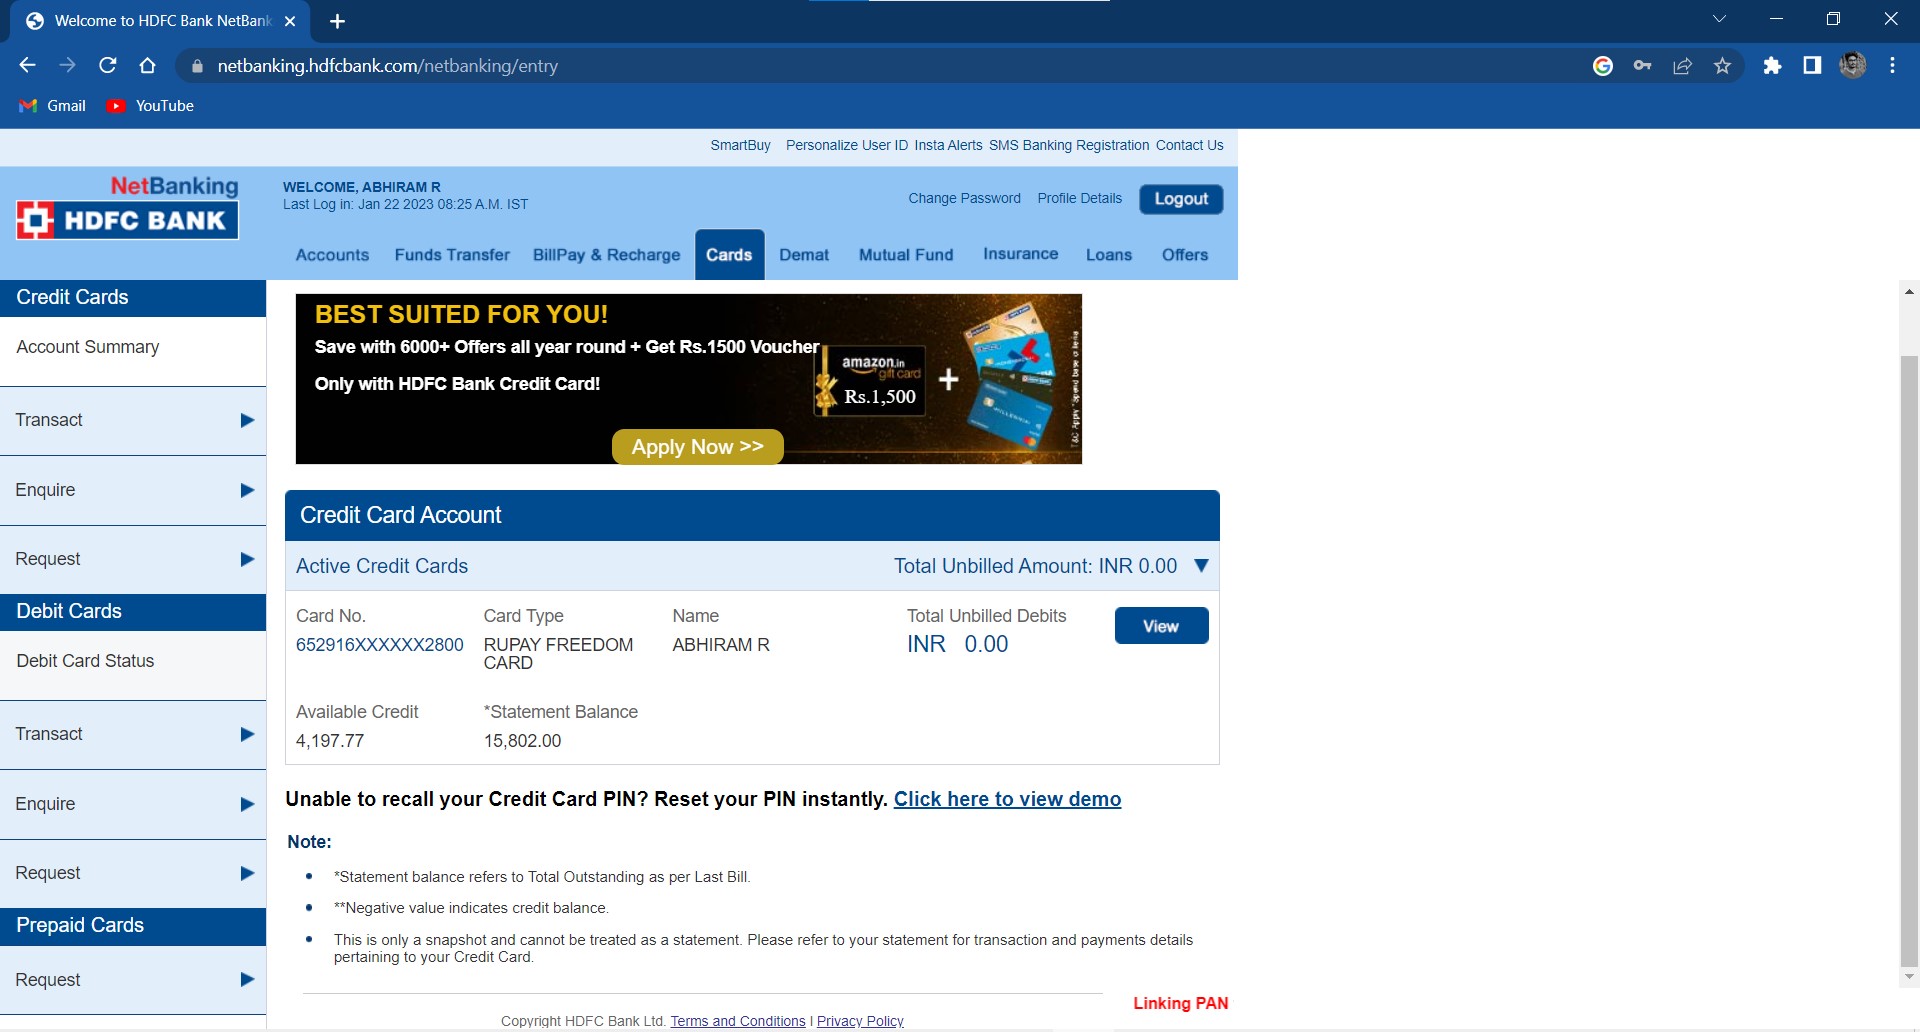 Welcome to HDFC Bank NetBank
netbanking.hdfcbank.com/netbanking/entry
Gmail YouTube
SmartBuy Personalize User ID Insta Alerts SMS Banking Registration Contact Us
NetBanking
HDFC BANK
WELCOME, ABHIRAM R
Last Log in: Jan 22 2023 08:25 A.M. IST
Change Password Profile Details Logout
Accounts Funds Transfer BillPay & Recharge Cards Demat Mutual Fund Insurance Loans Offers
Credit Cards
Account Summary
Transact
Enquire
Request
Debit Cards
Debit Card Status
Transact
Enquire
Request
Prepaid Cards
Request
BEST SUITED FOR YOU!
Save with 6000+ Offers all year round + Get Rs.1500 Voucher
Only with HDFC Bank Credit Card!
amazon.in
gift card
Rs.1,500
+
Apply Now >>
Credit Card Account
Active Credit Cards Total Unbilled Amount: INR 0.00
Card No. Card Type Name Total Unbilled Debits
652916XXXXXX2800 RUPAY FREEDOM ABHIRAM R INR 0.00 View
CARD
Available Credit *Statement Balance
4,197.77 15,802.00
Unable to recall your Credit Card PIN? Reset your PIN instantly. Click here to view demo
Note:
*Statement balance refers to Total Outstanding as per Last Bill.
**Negative value indicates credit balance.
This is only a snapshot and cannot be treated as a statement. Please refer to your statement for transaction and payments details
pertaining to your Credit Card.
Linking PAN
Copyright HDFC Bank Ltd. Terms and Conditions I Privacy Policy